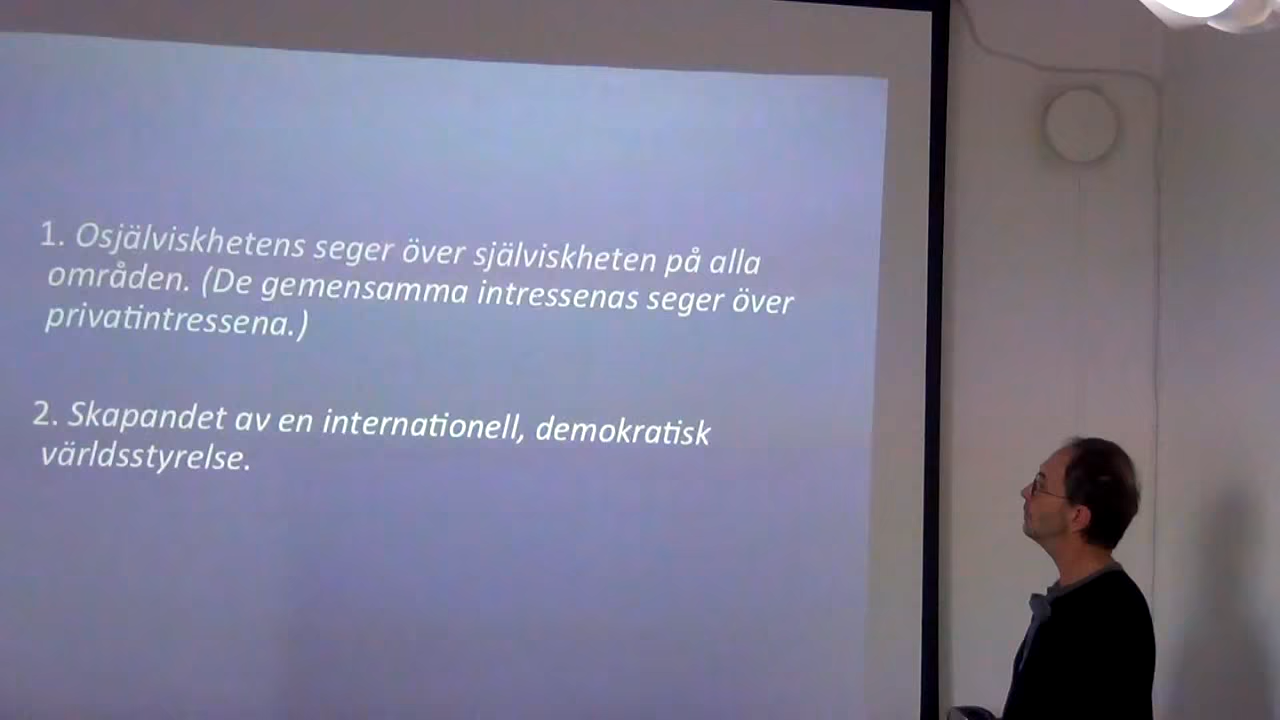 1. Osjälviskhetens seger över själviskheten på alla
områden. (De gemensamma intressenas seger över
privatintressena.)
2. Skapandet av en internationell, demokratisk
världsstyrelse.